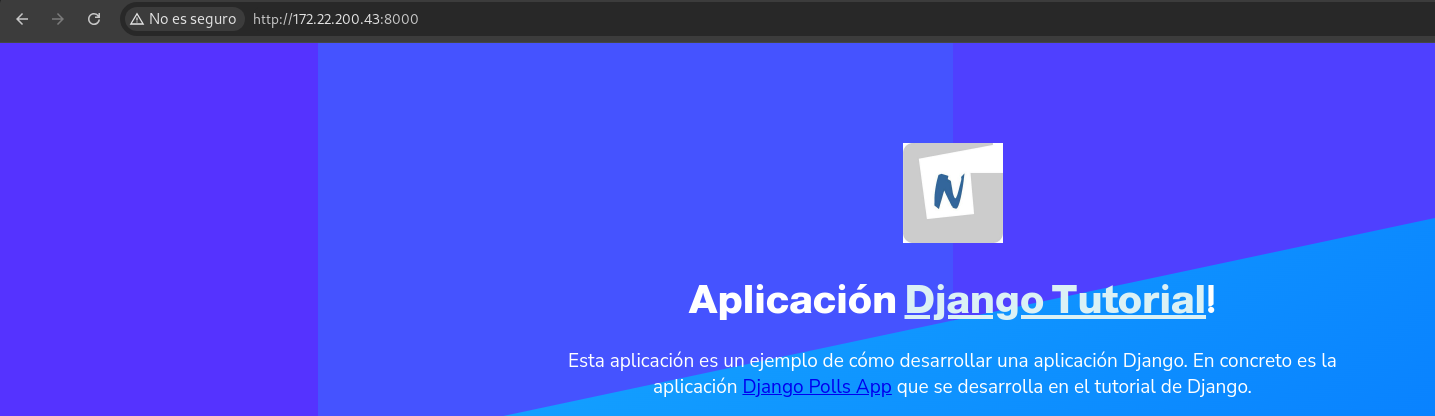 No es seguro http://172.22.200.43:8000
N
Aplicación Django Tutorial!
Esta aplicación es un ejemplo de cómo desarrollar una aplicación Django. En concreto es la
aplicación Django Polls App que se desarrolla en el tutorial de Django.